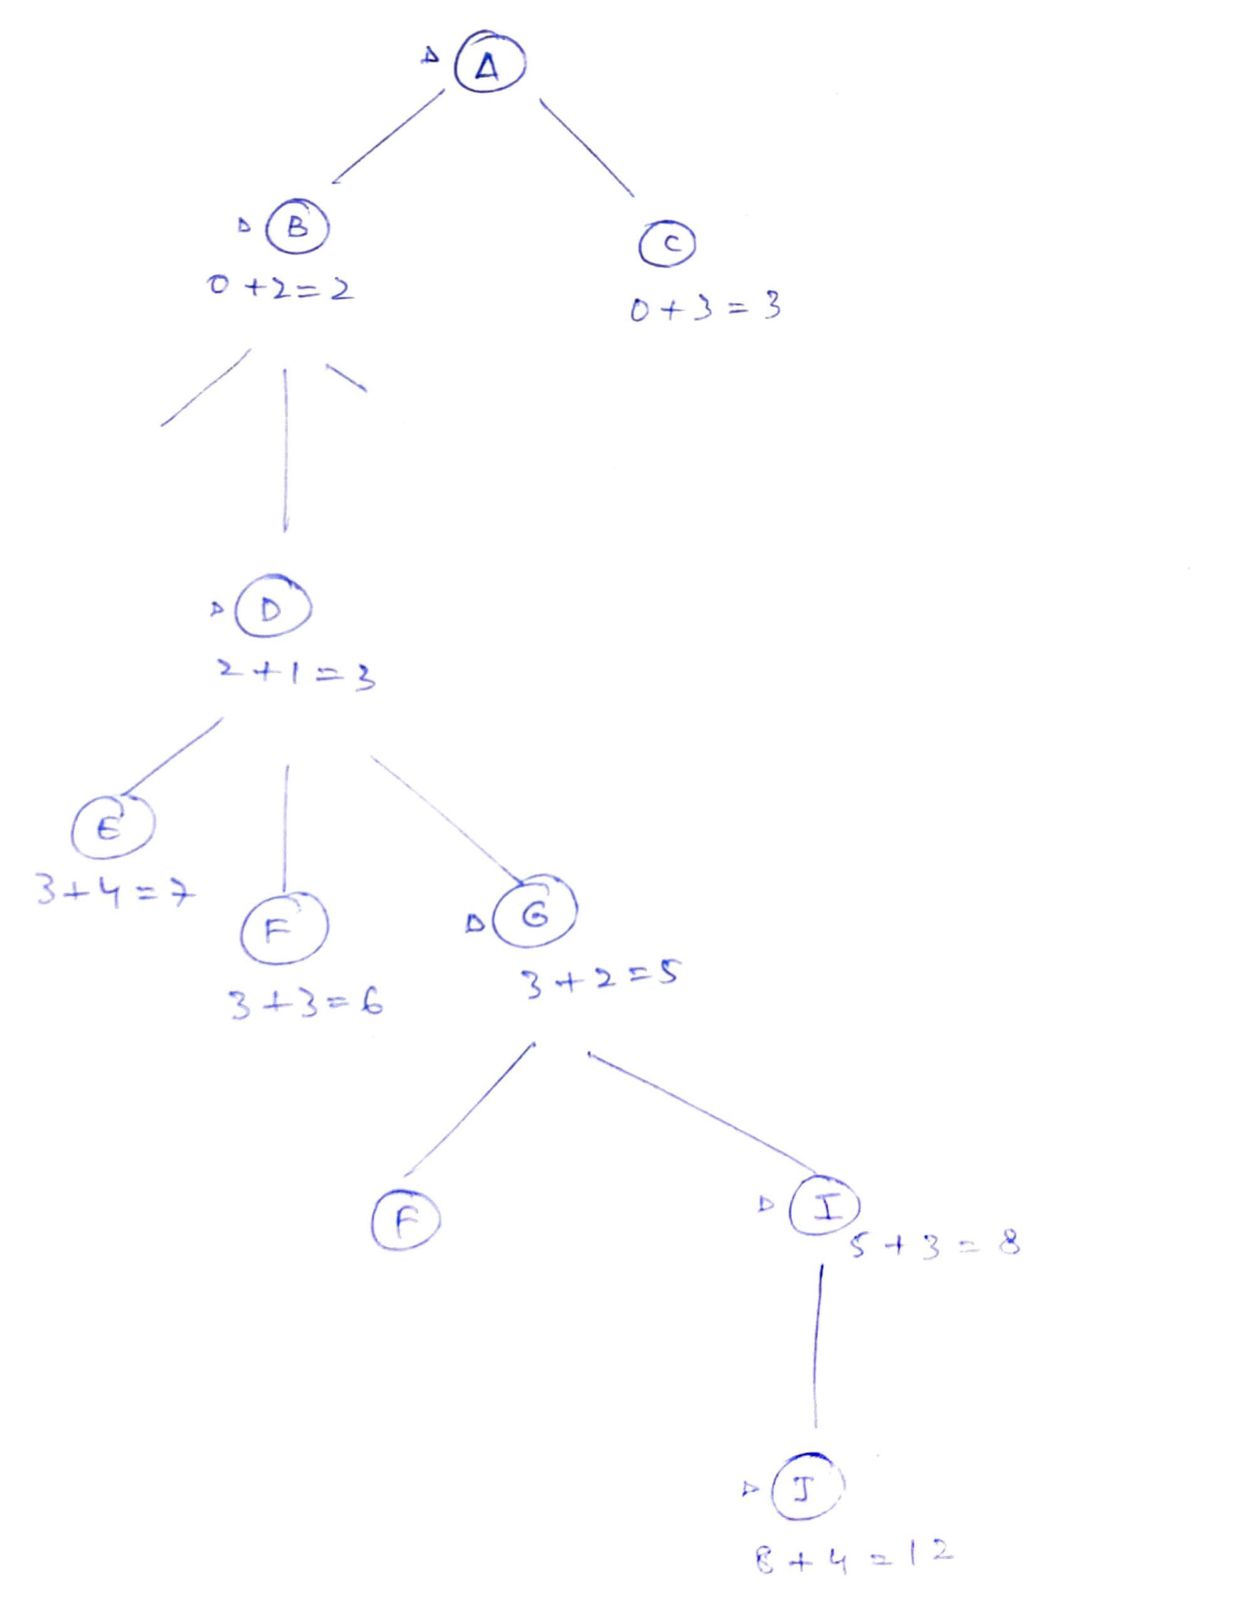 ▷ A
▷ B
0+2=2
C
0+3=3
▷ D
2+1=3
E
3+4=7
F
3+3=6
▷ G
3+2=5
F
▷ I
5+3=8
▷ J
8+4=12